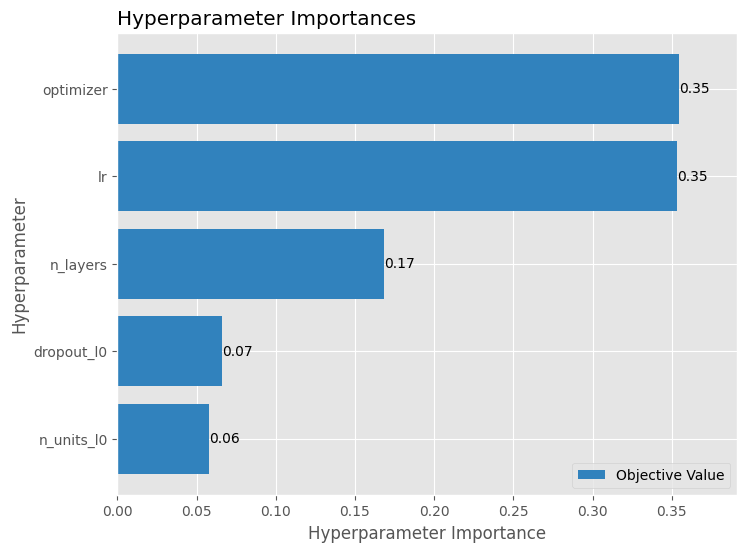 Hyperparameter Importances
Hyperparameter
optimizer
0.35
lr
0.35
n_layers
0.17
dropout_l0
0.07
n_units_l0
0.06
Objective Value
0.00 0.05 0.10 0.15 0.20 0.25 0.30 0.35
Hyperparameter Importance